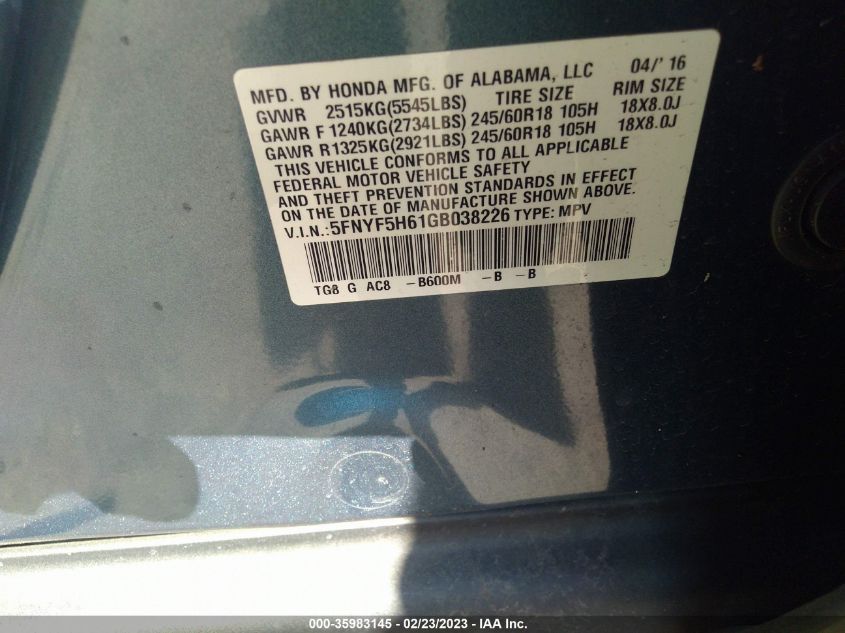 MFD. BY HONDA MFG. OF ALABAMA, LLC 04/' 16
GVWR 2515KG(5545LBS) TIRE SIZE RIM SIZE
GAWR F 1240KG(2734LBS) 245/60R18 105H 18X8.0J
GAWR R1325KG(2921LBS) 245/60R18 105H 18X8.0J
THIS VEHICLE CONFORMS TO ALL APPLICABLE
FEDERAL MOTOR VEHICLE SAFETY
AND THEFT PREVENTION STANDARDS IN EFFECT
ON THE DATE OF MANUFACTURE SHOWN ABOVE.
V.I.N.:5FNYF5H61GB038226 TYPE: MPV
TG8 G AC8 -B600M -B -B
000-35983145 - 02/23/2023 - IAA Inc.